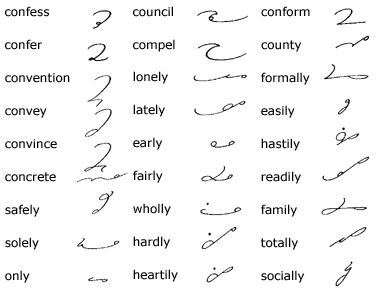 confess council conform
confer compel county
convention lonely formally
convey lately easily
convince early hastily
concrete fairly readily
safely wholly family
solely hardly totally
only heartily socially